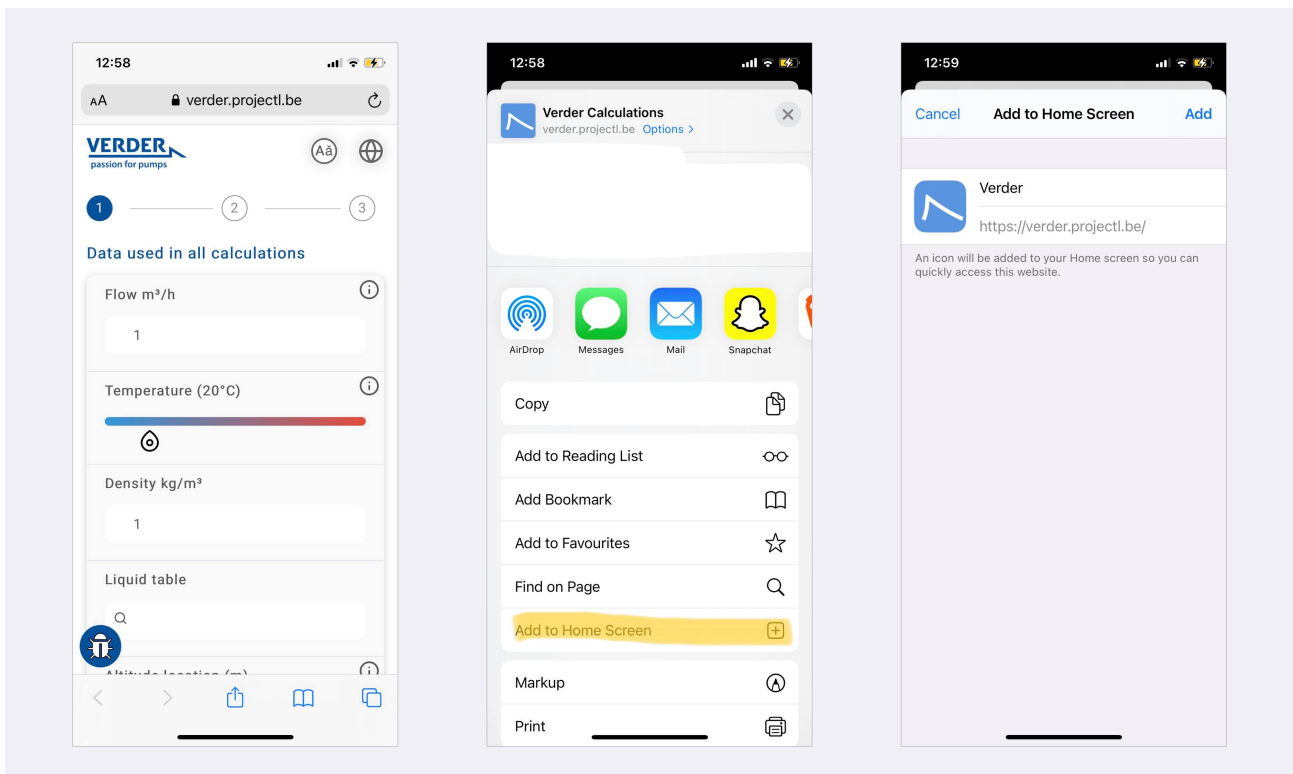 12:58
AA verder.projectl.be
VERDER
passion for pumps
Aǎ
1 2 3
Data used in all calculations
Flow m³/h
1
Temperature (20°C)
Density kg/m³
1
Liquid table
Altitude location (m)
12:58
Verder Calculations
verder.projectl.be Options >
AirDrop Messages Mail Snapchat
Copy
Add to Reading List
Add Bookmark
Add to Favourites
Find on Page
Add to Home Screen
Markup
Print
12:59
Cancel Add to Home Screen Add
Verder
https://verder.projectl.be/
An icon will be added to your Home screen so you can
quickly access this website.